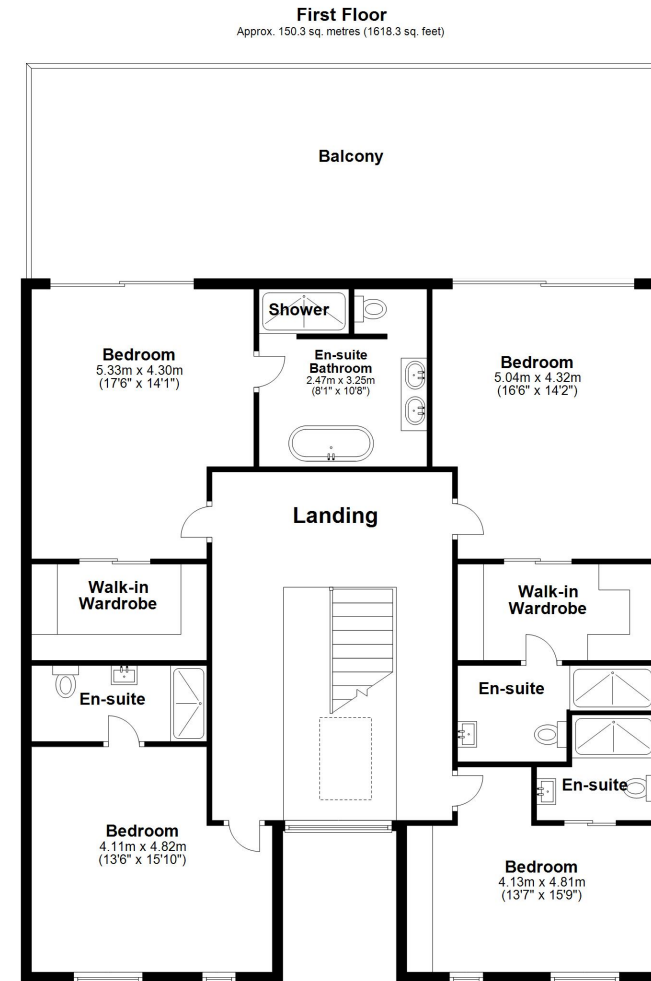 First Floor
Approx. 150.3 sq. metres (1618.3 sq. feet)
Balcony
Shower
Bedroom
5.33m x 4.30m
(17'6" x 14'1")
En-suite
Bathroom
2.47m x 3.25m
(8'1" x 10'8")
Bedroom
5.04m x 4.32m
(16'6" x 14'2")
Landing
Walk-in
Wardrobe
Walk-in
Wardrobe
En-suite
En-suite
En-suite
Bedroom
4.11m x 4.82m
(13'6" x 15'10")
Bedroom
4.13m x 4.81m
(13'7" x 15'9")